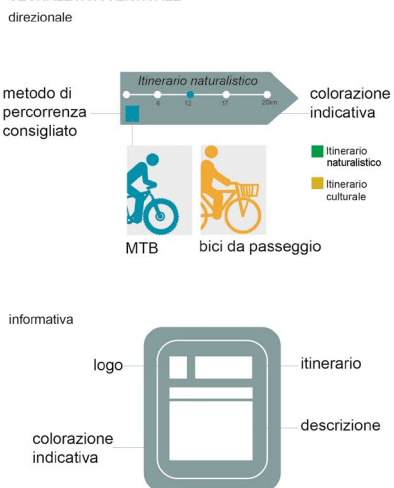 direzionale
Itinerario naturalistico
6 12 17 20km
metodo di
percorrenza
consigliato
colorazione
indicativa
Itinerario
naturalistico
Itinerario
culturale
MTB
bici da passeggio
informativa
logo
itinerario
descrizione
colorazione
indicativa